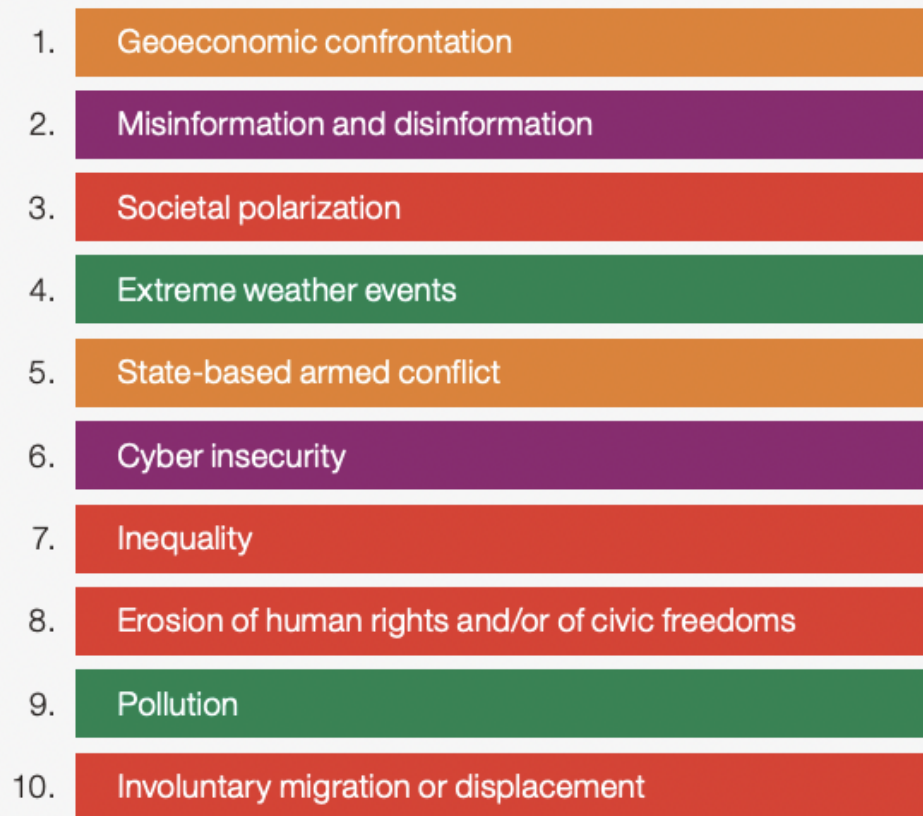 1. Geoeconomic confrontation
2. Misinformation and disinformation
3. Societal polarization
4. Extreme weather events
5. State-based armed conflict
6. Cyber insecurity
7. Inequality
8. Erosion of human rights and/or of civic freedoms
9. Pollution
10. Involuntary migration or displacement